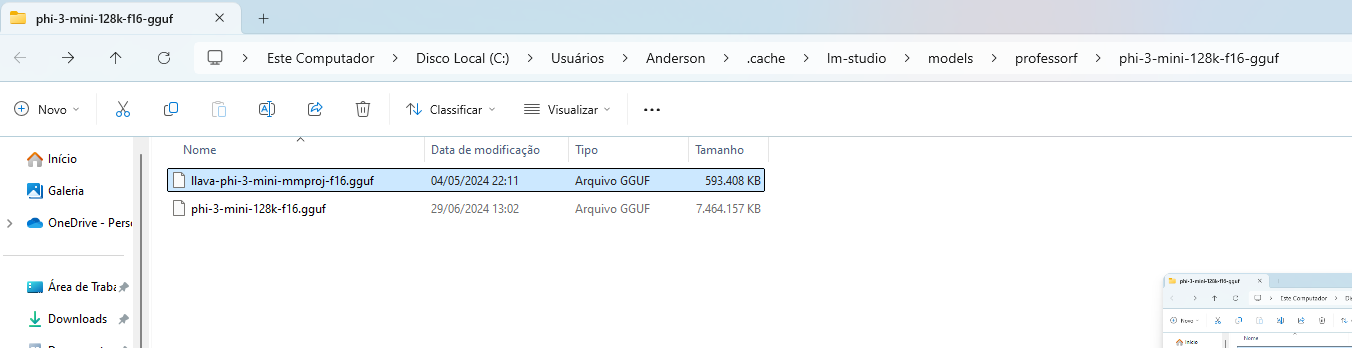 phi-3-mini-128k-f16-gguf
Este Computador > Disco Local (C:) > Usuários > Anderson > .cache > lm-studio > models > professorf > phi-3-mini-128k-f16-gguf
Novo Classificar Visualizar ...
Nome Data de modificação Tipo Tamanho
Início
Galeria
OneDrive - Perso
Área de Traba
Downloads
llava-phi-3-mini-mmproj-f16.gguf 04/05/2024 22:11 Arquivo GGUF 593.408 KB
phi-3-mini-128k-f16.gguf 29/06/2024 13:02 Arquivo GGUF 7.464.157 KB
phi-3-mini-128k-f16-gguf
Este Computador
Novo
Início
Nome